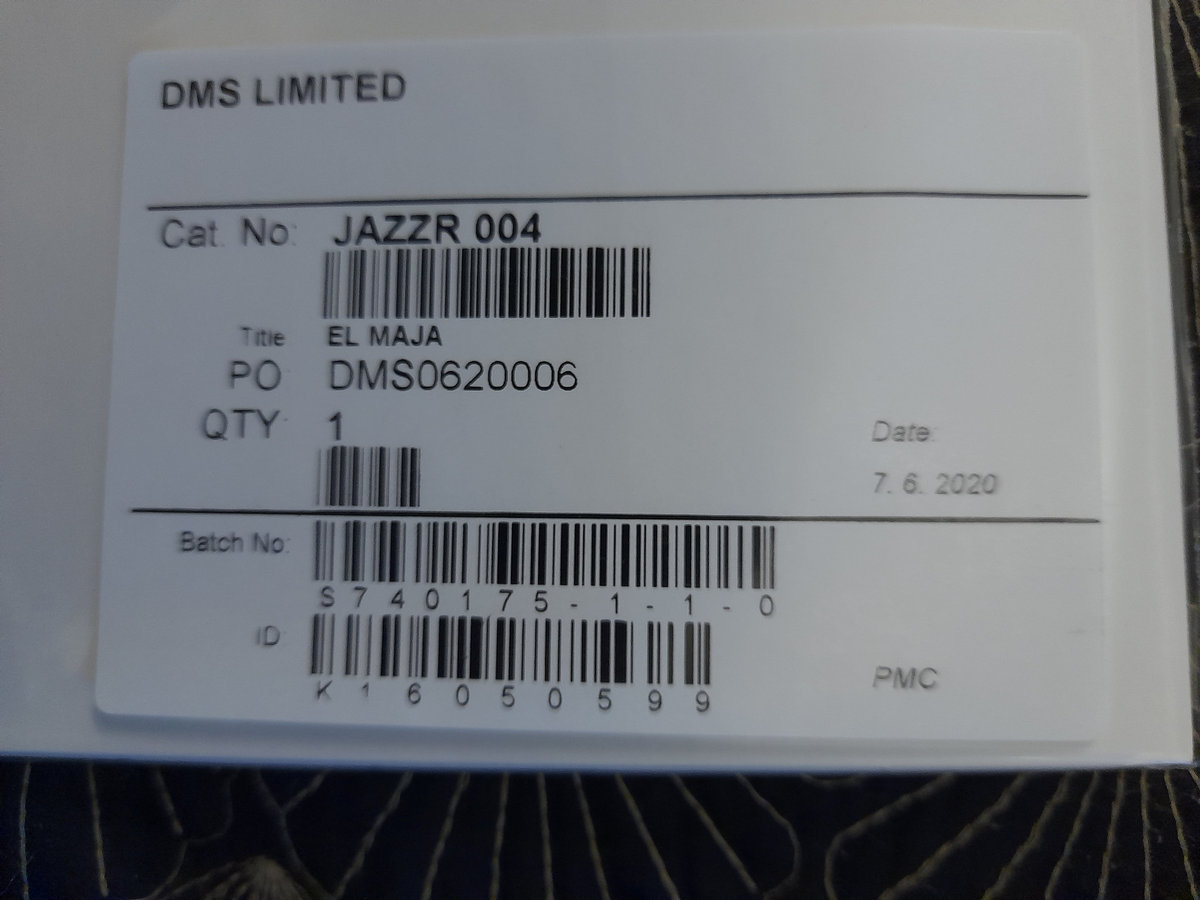 DMS LIMITED
Cat. No: JAZZR 004
Title EL MAJA
PO DMS0620006
QTY: 1
Date:
7. 6. 2020
Batch No:
S740175-1-1-0
ID:
K16050599
PMC